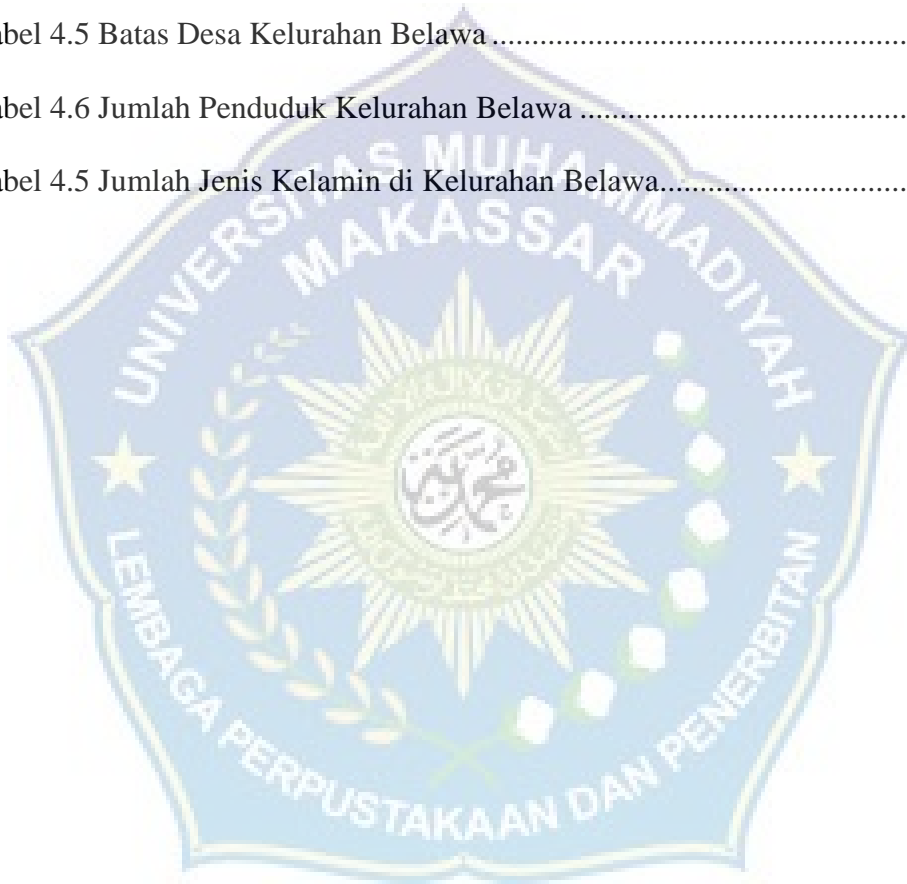 abel 4.5 Batas Desa Kelurahan Belawa ........................................
abel 4.6 Jumlah Penduduk Kelurahan Belawa ................................
abel 4.5 Jumlah Jenis Kelamin di Kelurahan Belawa..........................
UNIVERSITAS MUHAMMADIYAH
MAKASSAR
LEMBAGA PERPUSTAKAAN DAN PENERBITAN